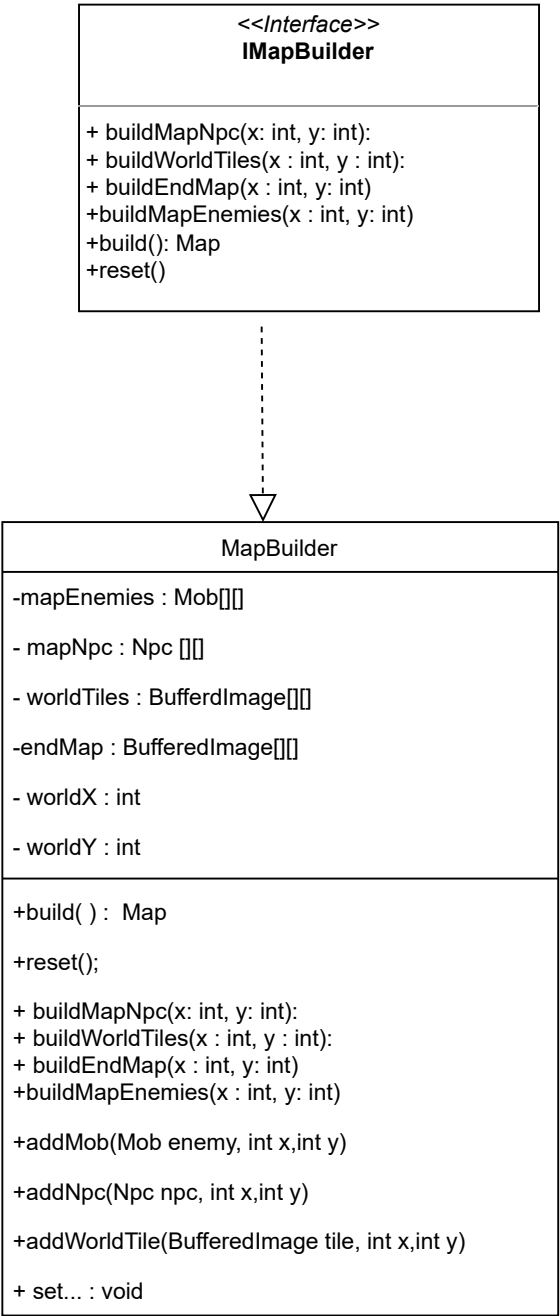 <<Interface>>
IMapBuilder
+ buildMapNpc(x: int, y: int):
+ buildWorldTiles(x : int, y : int):
+ buildEndMap(x : int, y: int)
+buildMapEnemies(x : int, y: int)
+build(): Map
+reset()
MapBuilder
-mapEnemies : Mob[][]
- mapNpc : Npc [][]
- worldTiles : BufferdImage[][]
-endMap : BufferedImage[][]
- worldX : int
- worldY : int
+build( ) :  Map
+reset();
+ buildMapNpc(x: int, y: int):
+ buildWorldTiles(x : int, y : int):
+ buildEndMap(x : int, y: int)
+buildMapEnemies(x : int, y: int)
+addMob(Mob enemy, int x,int y)
+addNpc(Npc npc, int x,int y)
+addWorldTile(BufferedImage tile, int x,int y)
+ set... : void